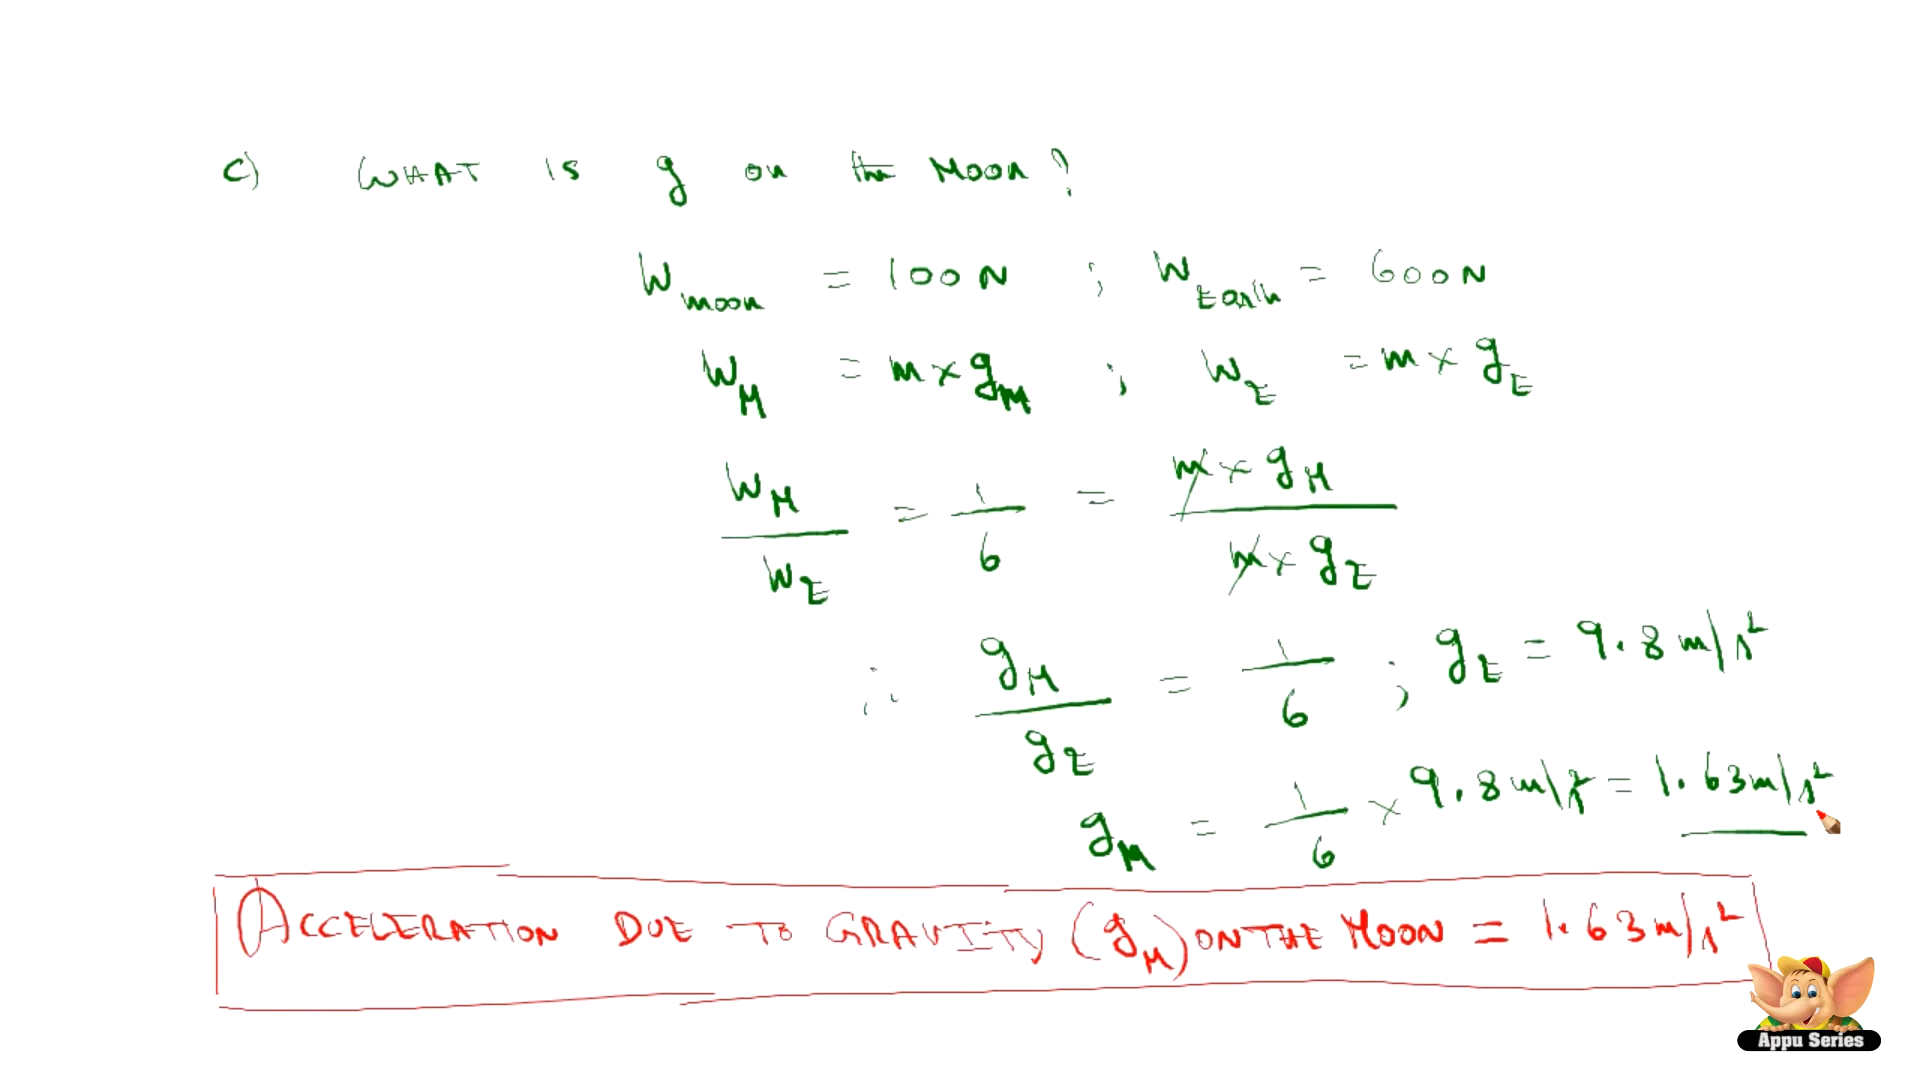 c) WHAT IS g on the Moon?
W moon = 100 N ; W Earth = 600 N
W M = m x g M ; W E = m x g E
W M / W E = 1/6 = m x g M / m x g E
∴ g M / g E = 1/6 ; g E = 9.8 m/s²
g M = 1/6 x 9.8 m/s² = 1.63 m/s²
ACCELERATION DUE TO GRAVITY (g M) ON THE MOON = 1.63 m/s²
Appu Series